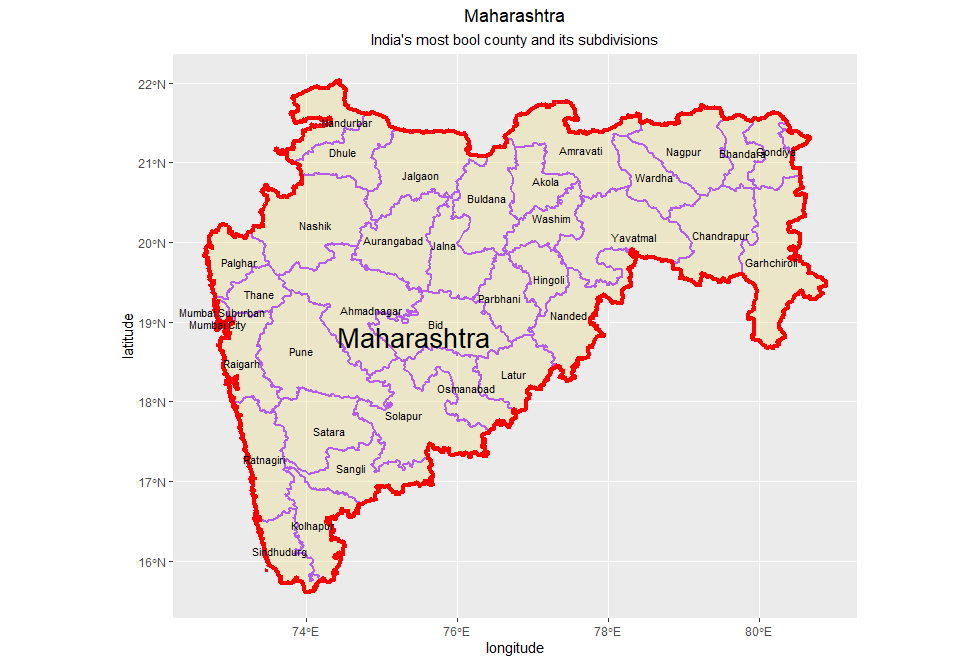 Maharashtra
India's most bool county and its subdivisions
22°N
Nandurbar
Dhule
Amravati
Nagpur
Bhandara
Gondiya
21°N
Jalgaon
Akola
Wardha
Buldana
Washim
Nashik
20°N
Aurangabad
Jalna
Yavatmal
Chandrapur
Palghar
Garhchiroli
Hingoli
Thane
Parbhani
Mumbai Suburban
Ahmadnagar
Nanded
19°N
Mumbai City
Bid
Maharashtra
Pune
Raigarh
Latur
Osmanabad
18°N
Solapur
Satara
Ratnagiri
Sangli
17°N
Kolhapur
Sindhudurg
16°N
74°E
76°E
78°E
80°E
longitude
latitude